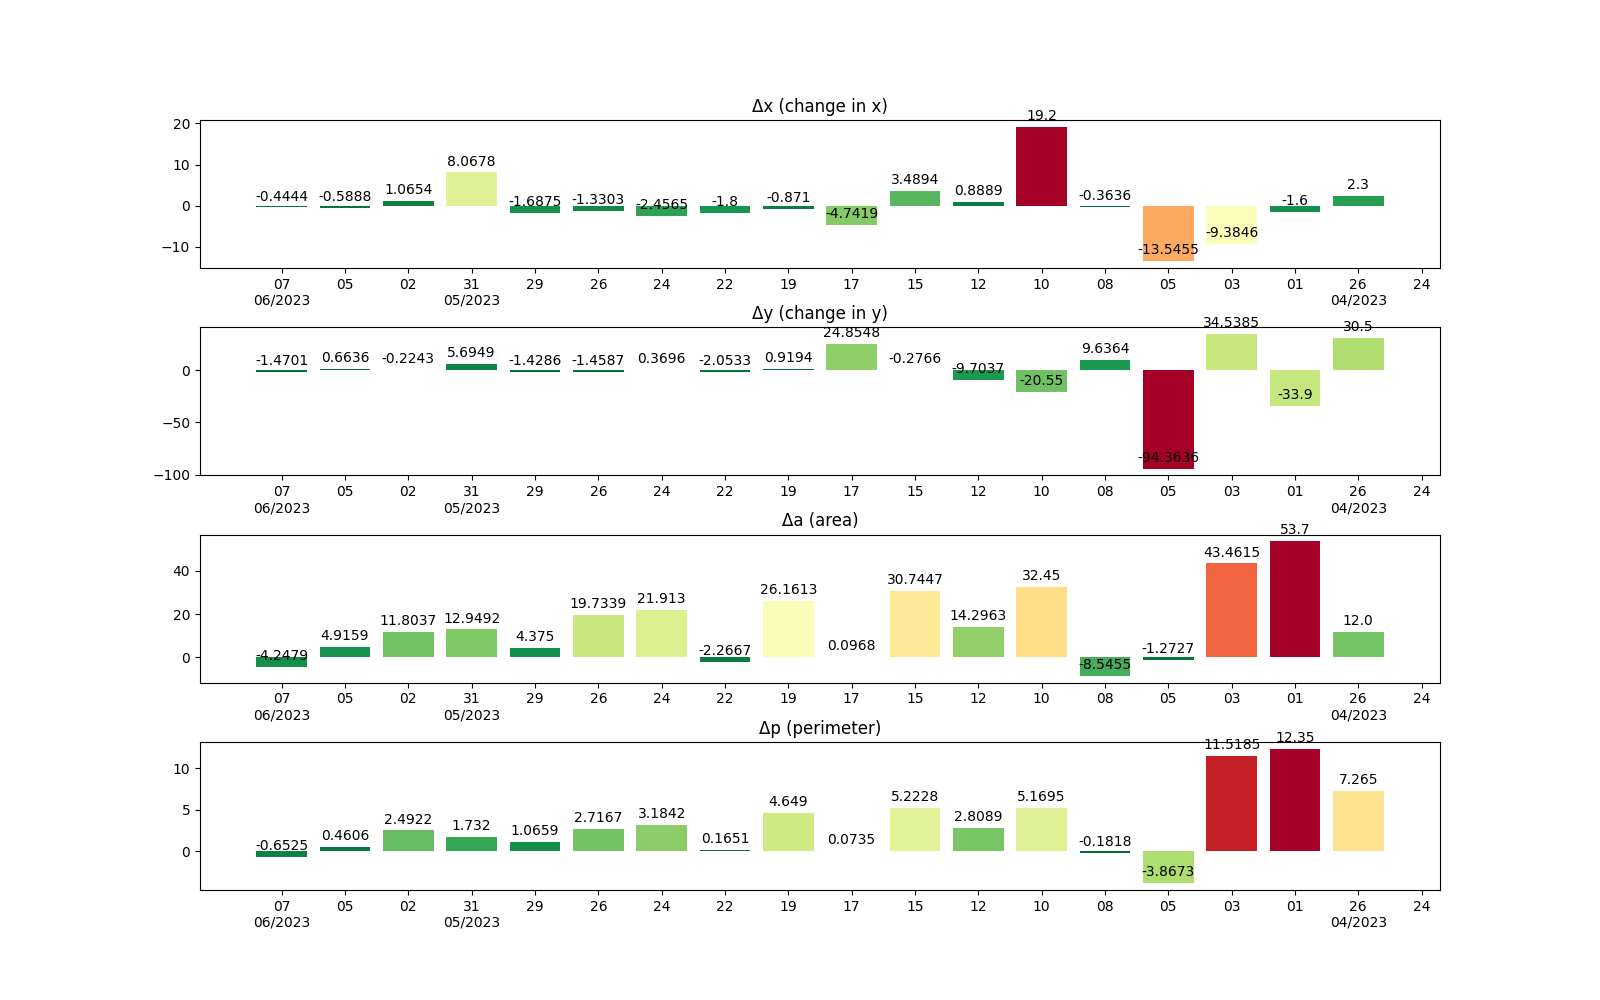 Δx (change in x)
20
10
0
−10
-0.4444 -0.5888 1.0654 8.0678 -1.6875 -1.3303 -2.4565 -1.8 -0.871 -4.7419 3.4894 0.8889 19.2 -0.3636 -13.5455 -9.3846 -1.6 2.3
07 05 02 31 29 26 24 22 19 17 15 12 10 08 05 03 01 26 24
06/2023 05/2023 04/2023
Δy (change in y)
0
−50
−100
-1.4701 0.6636 -0.2243 5.6949 -1.4286 -1.4587 0.3696 -2.0533 0.9194 24.8548 -0.2766 -9.7037 -20.55 9.6364 -94.3636 34.5385 -33.9 30.5
07 05 02 31 29 26 24 22 19 17 15 12 10 08 05 03 01 26 24
06/2023 05/2023 04/2023
Δa (area)
40
20
0
-4.2479 4.9159 11.8037 12.9492 4.375 19.7339 21.913 -2.2667 26.1613 0.0968 30.7447 14.2963 32.45 -8.5455 -1.2727 43.4615 53.7 12.0
07 05 02 31 29 26 24 22 19 17 15 12 10 08 05 03 01 26 24
06/2023 05/2023 04/2023
Δp (perimeter)
10
5
0
-0.6525 0.4606 2.4922 1.732 1.0659 2.7167 3.1842 0.1651 4.649 0.0735 5.2228 2.8089 5.1695 -0.1818 -3.8673 11.5185 12.35 7.265
07 05 02 31 29 26 24 22 19 17 15 12 10 08 05 03 01 26 24
06/2023 05/2023 04/2023